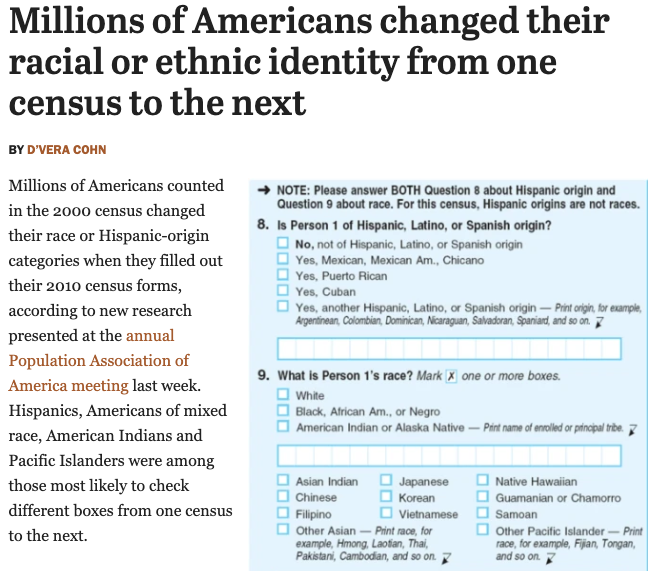 Millions of Americans changed their
racial or ethnic identity from one
census to the next
BY D’VERA COHN
Millions of Americans counted
in the 2000 census changed
their race or Hispanic-origin
categories when they filled out
their 2010 census forms,
according to new research
presented at the annual
Population Association of
America meeting last week.
Hispanics, Americans of mixed
race, American Indians and
Pacific Islanders were among
those most likely to check
different boxes from one census
to the next.
→ NOTE: Please answer BOTH Question 8 about Hispanic origin and
Question 9 about race. For this census, Hispanic origins are not races.
8. Is Person 1 of Hispanic, Latino, or Spanish origin?
No, not of Hispanic, Latino, or Spanish origin
Yes, Mexican, Mexican Am., Chicano
Yes, Puerto Rican
Yes, Cuban
Yes, another Hispanic, Latino, or Spanish origin — Print origin, for example,
Argentinean, Colombian, Dominican, Nicaraguan, Salvadoran, Spaniard, and so on.
9. What is Person 1's race? Mark X one or more boxes.
White
Black, African Am., or Negro
American Indian or Alaska Native — Print name of enrolled or principal tribe.
Asian Indian
Chinese
Filipino
Other Asian — Print race, for
example, Hmong, Laotian, Thai,
Pakistani, Cambodian, and so on.
Japanese
Korean
Vietnamese
Native Hawaiian
Guamanian or Chamorro
Samoan
Other Pacific Islander — Print
race, for example, Fijian, Tongan,
and so on.